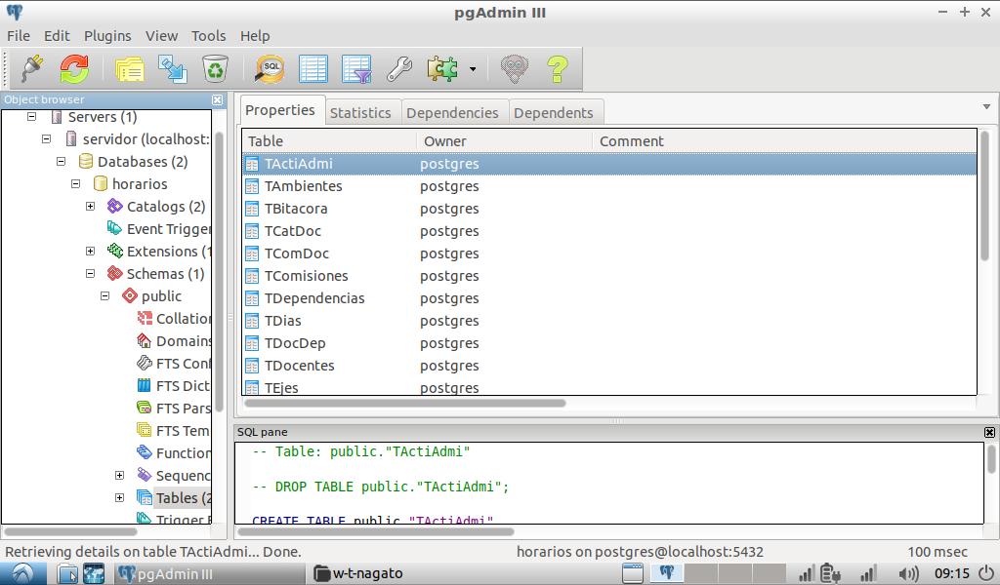 pgAdmin III
File Edit Plugins View Tools Help
SQL
Object browser
Servers (1)
servidor (localhost:
Databases (2)
horarios
Catalogs (2)
Event Trigger
Extensions (1
Schemas (1)
public
Collation
Domains
FTS Conf
FTS Dict
FTS Pars
FTS Tem
Function
Sequenc
Tables (2
Trigger F
Properties Statistics Dependencies Dependents
Table Owner Comment
TActiAdmi postgres
TAmbientes postgres
TBitacora postgres
TCatDoc postgres
TComDoc postgres
TComisiones postgres
TDependencias postgres
TDias postgres
TDocDep postgres
TDocentes postgres
TEjes postgres
SQL pane
-- Table: public."TActiAdmi"
-- DROP TABLE public."TActiAdmi";
CREATE TABLE public."TActiAdmi"
Retrieving details on table TActiAdmi... Done. horarios on postgres@localhost:5432 100 msec
pgAdmin III w-t-nagato 09:15